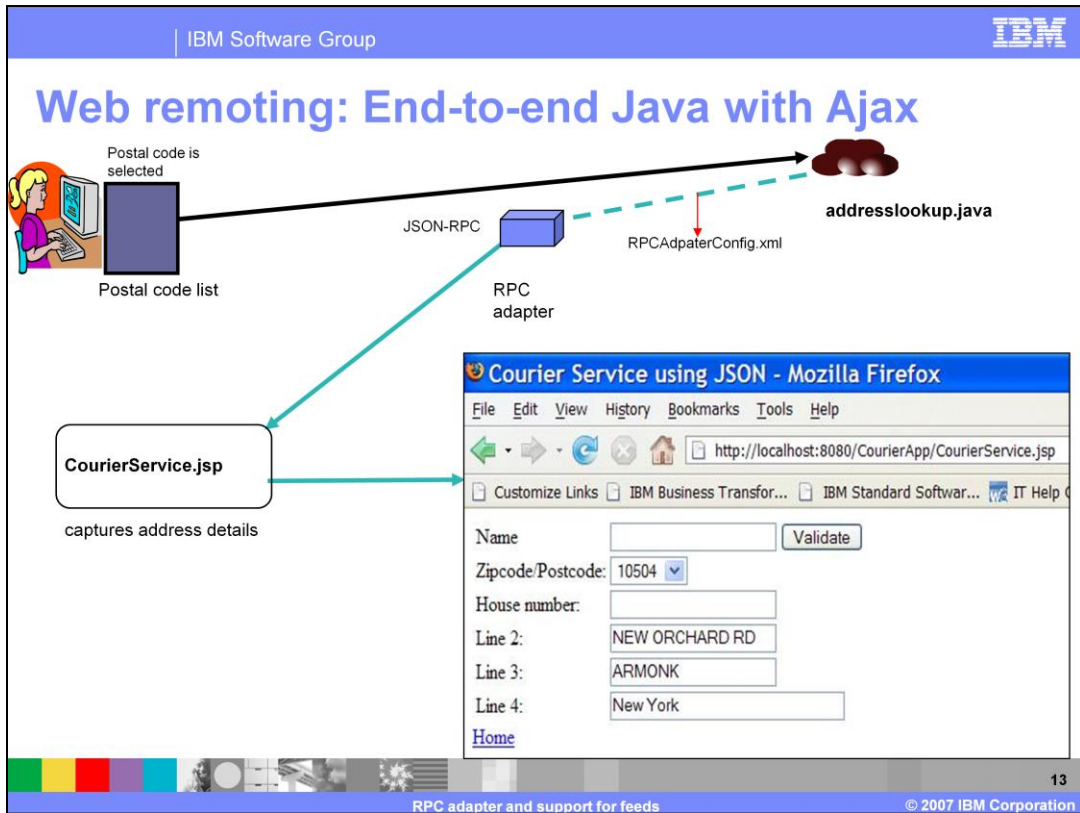 IBM Software Group
IBM
Web remoting: End-to-end Java with Ajax
Postal code is
selected
addresslookup.java
JSON-RPC
RPCAdpaterConfig.xml
Postal code list
RPC
adapter
CourierService.jsp
captures address details
Courier Service using JSON - Mozilla Firefox
File Edit View History Bookmarks Tools Help
http://localhost:8080/CourierApp/CourierService.jsp
Customize Links IBM Business Transfor... IBM Standard Softwar... IT Help
Name Validate
Zipcode/Postcode: 10504
House number:
Line 2: NEW ORCHARD RD
Line 3: ARMONK
Line 4: New York
Home
13
RPC adapter and support for feeds © 2007 IBM Corporation